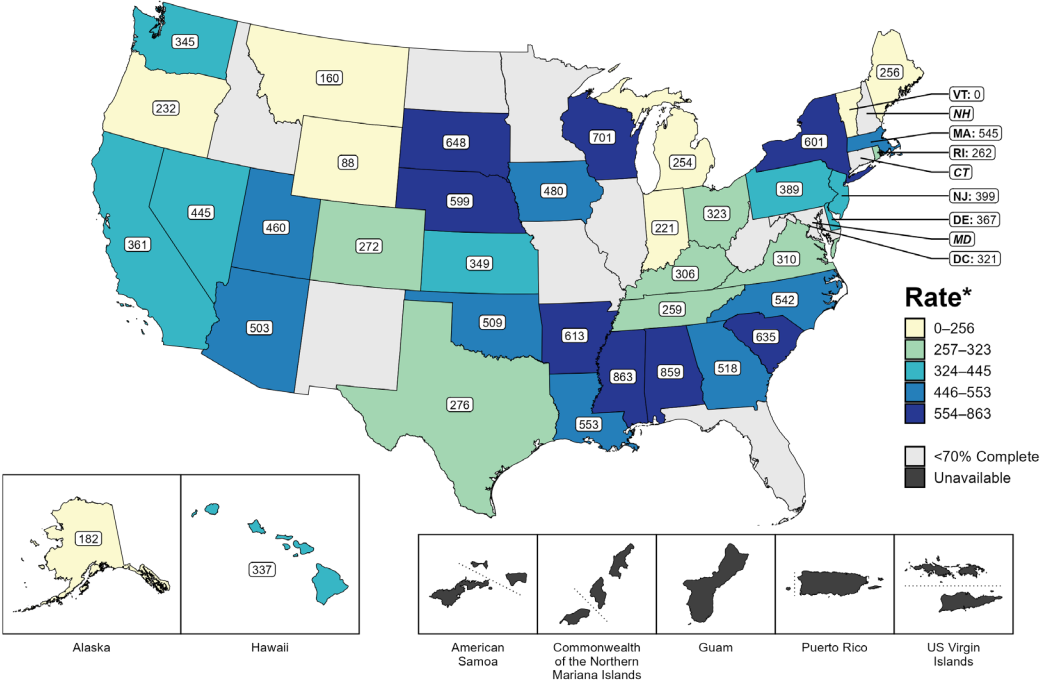 345
160
232
88
648
701
254
256
VT: 0
NH
MA: 545
RI: 262
CT
NJ: 399
DE: 367
MD
DC: 321
601
389
480
599
445
460
361
272
349
221
323
306
310
259
542
503
509
613
635
863
859
518
276
553
Rate*
0–256
257–323
324–445
446–553
554–863
<70% Complete
Unavailable
182
337
Alaska
Hawaii
American
Samoa
Commonwealth
of the Northern
Mariana Islands
Guam
Puerto Rico
US Virgin
Islands